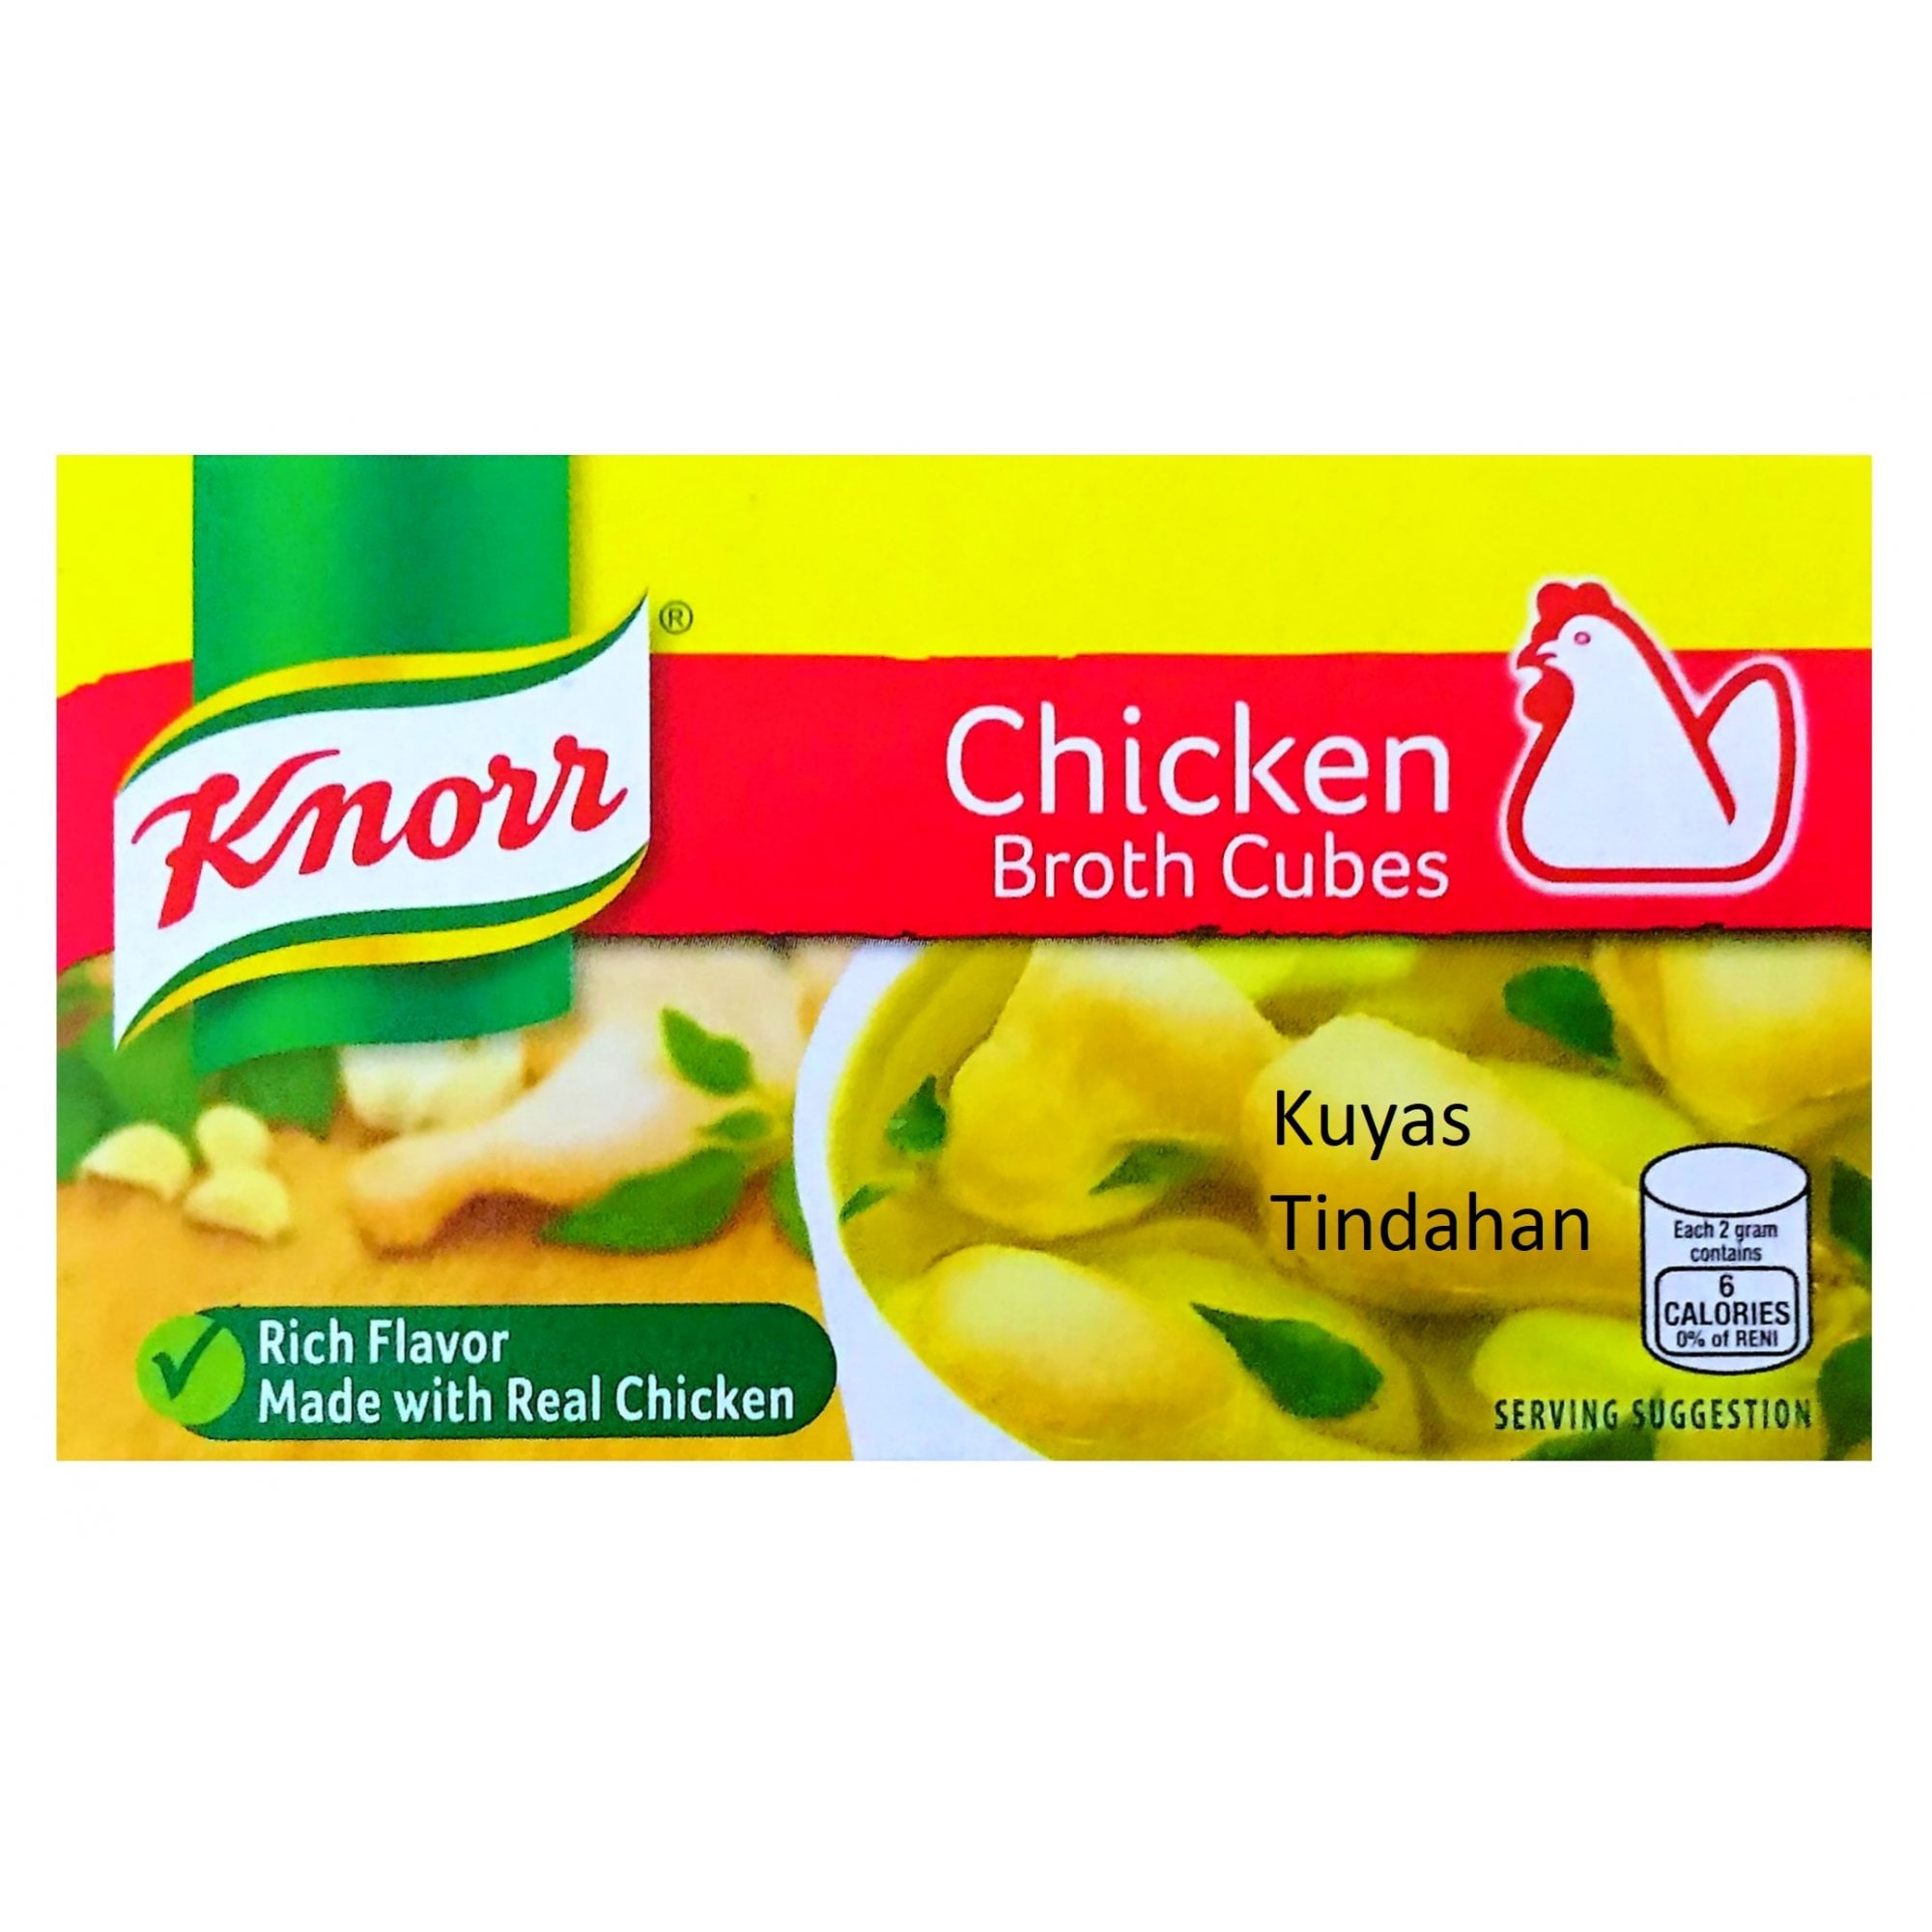 Knorr®
Chicken
Broth Cubes
Kuyas
Tindahan
Each 2 gram
contains
6
CALORIES
0% of RENI
Rich Flavor
Made with Real Chicken
SERVING SUGGESTION